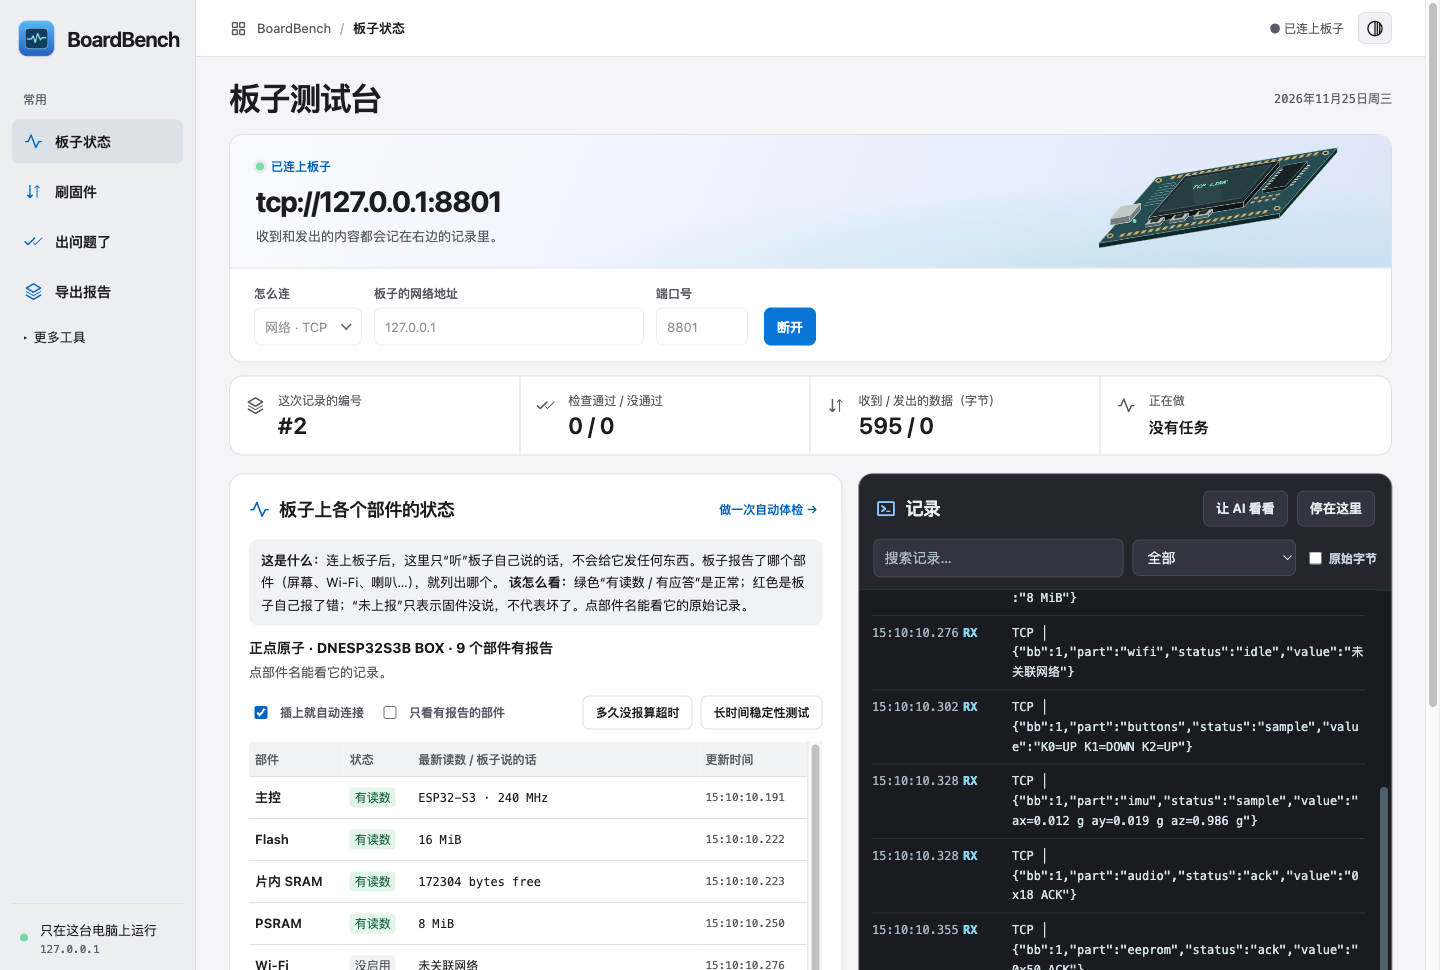 BoardBench
常用
板子状态
刷固件
出问题了
导出报告
更多工具
只在这台电脑上运行
127.0.0.1
BoardBench / 板子状态
已连上板子
板子测试台
2026年11月25日周三
已连上板子
tcp://127.0.0.1:8801
收到和发出的内容都会记在右边的记录里。
TCP LINK
怎么连
板子的网络地址
端口号
网络 · TCP
127.0.0.1
8801
断开
这次记录的编号
#2
检查通过 / 没通过
0 / 0
收到 / 发出的数据（字节）
595 / 0
正在做
没有任务
板子上各个部件的状态
做一次自动体检 →
这是什么：连上板子后，这里只“听”板子自己说的话，不会给它发任何东西。板子报告了哪个部
件（屏幕、Wi-Fi、喇叭…），就列出哪个。 该怎么看：绿色“有读数 / 有应答”是正常；红色是板
子自己报了错；“未上报”只表示固件没说，不代表坏了。点部件名能看它的原始记录。
正点原子 · DNESP32S3B BOX · 9 个部件有报告
点部件名能看它的记录。
插上就自动连接
只看有报告的部件
多久没报算超时
长时间稳定性测试
部件 状态 最新读数 / 板子说的话 更新时间
主控 有读数 ESP32-S3 · 240 MHz 15:10:10.191
Flash 有读数 16 MiB 15:10:10.222
片内 SRAM 有读数 172304 bytes free 15:10:10.223
PSRAM 有读数 8 MiB 15:10:10.250
Wi-Fi 没启用 未关联网络 15:10:10.276
记录
让 AI 看看
停在这里
搜索记录...
全部
原始字节
:"8 MiB"}
15:10:10.276 RX TCP |
{"bb":1,"part":"wifi","status":"idle","value":"未
关联网络"}
15:10:10.302 RX TCP |
{"bb":1,"part":"buttons","status":"sample","valu
e":"K0=UP K1=DOWN K2=UP"}
15:10:10.328 RX TCP |
{"bb":1,"part":"imu","status":"sample","value":"
ax=0.012 g ay=0.019 g az=0.986 g"}
15:10:10.328 RX TCP |
{"bb":1,"part":"audio","status":"ack","value":"0
x18 ACK"}
15:10:10.355 RX TCP |
{"bb":1,"part":"eeprom","status":"ack","value":"
0x50 ACK"}